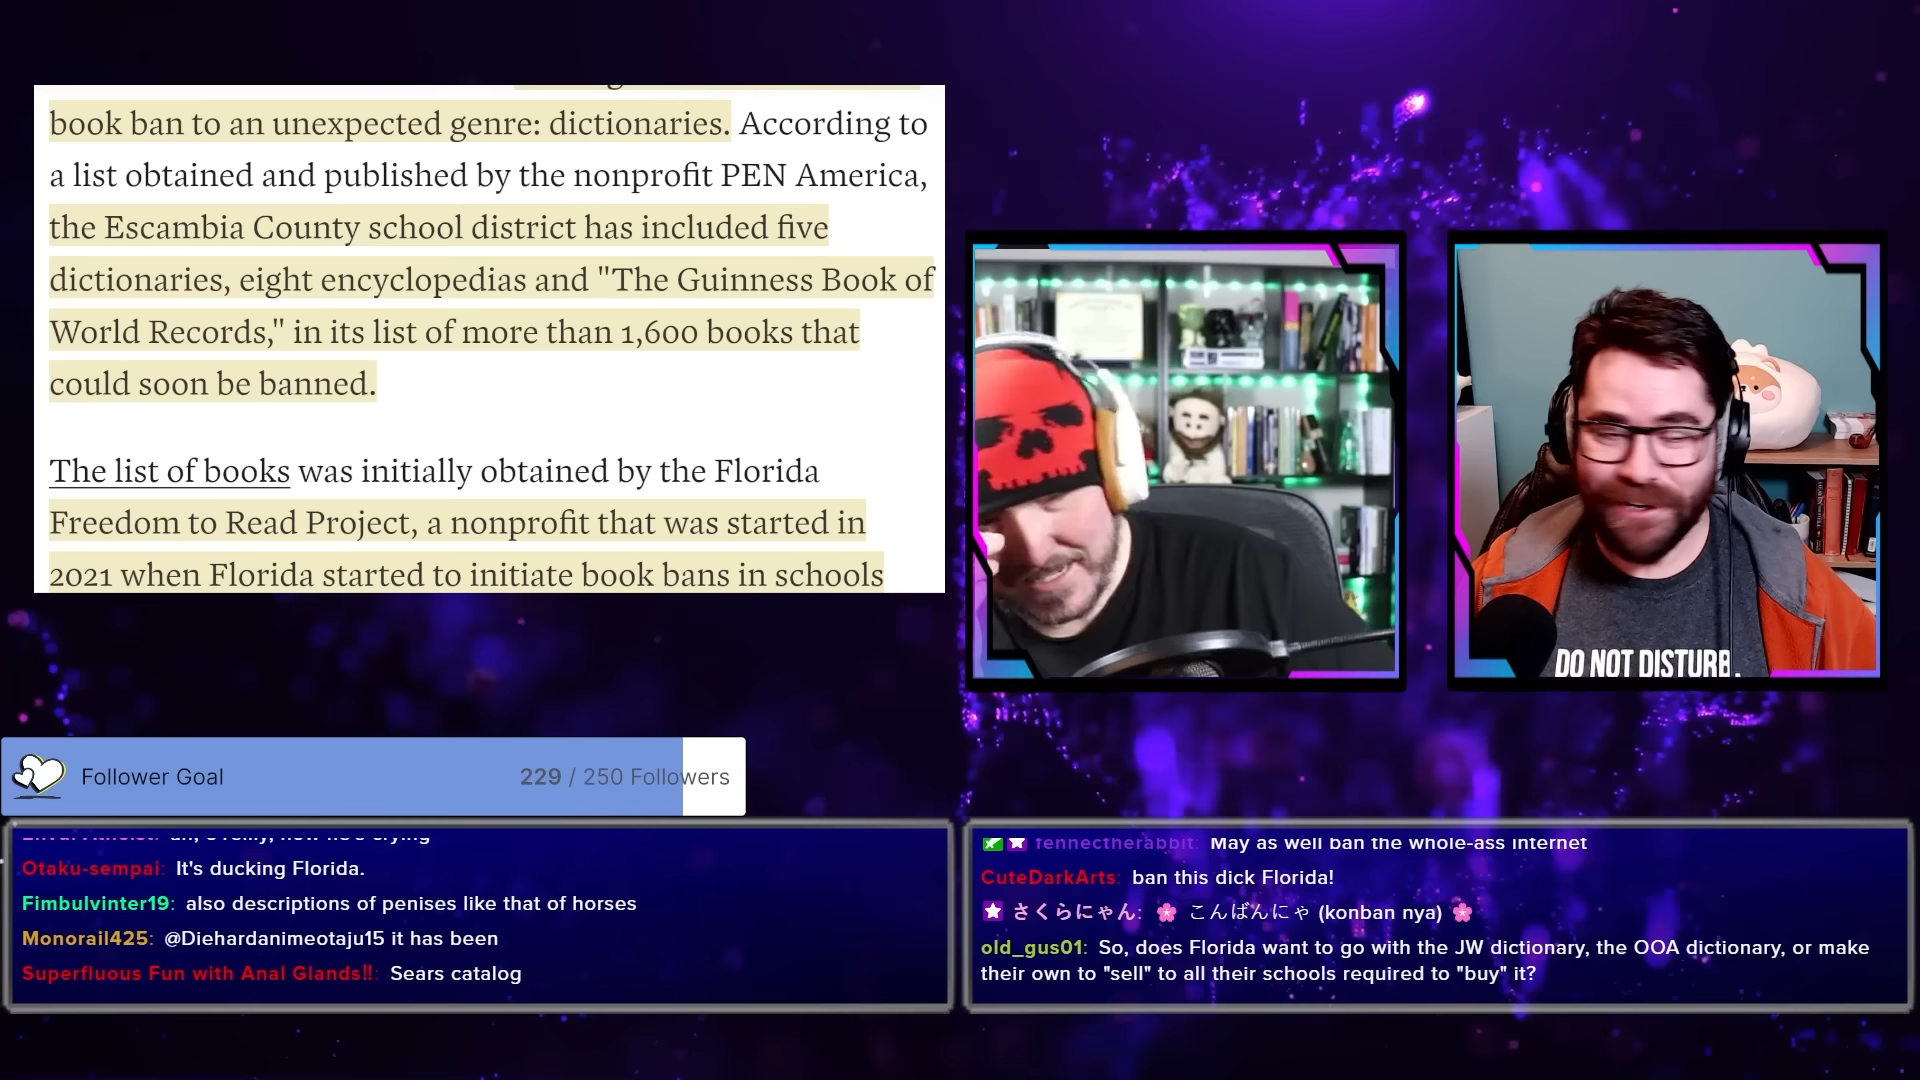 book ban to an unexpected genre: dictionaries. According to
a list obtained and published by the nonprofit PEN America,
the Escambia County school district has included five
dictionaries, eight encyclopedias and "The Guinness Book of
World Records," in its list of more than 1,600 books that
could soon be banned.
The list of books was initially obtained by the Florida
Freedom to Read Project, a nonprofit that was started in
2021 when Florida started to initiate book bans in schools
DO NOT DISTURB.
Follower Goal 229 / 250 Followers
Otaku-sempai: It's ducking Florida.
Fimbulvinter19: also descriptions of penises like that of horses
Monorail425: @Diehardanimeotaju15 it has been
Superfluous Fun with Anal Glands!!: Sears catalog
fennectherabbit: May as well ban the whole-ass internet
CuteDarkArts: ban this dick Florida!
さくらにゃん: 🌸 こんばんにゃ (konban nya) 🌸
old_gus01: So, does Florida want to go with the JW dictionary, the OOA dictionary, or make
their own to "sell" to all their schools required to "buy" it?